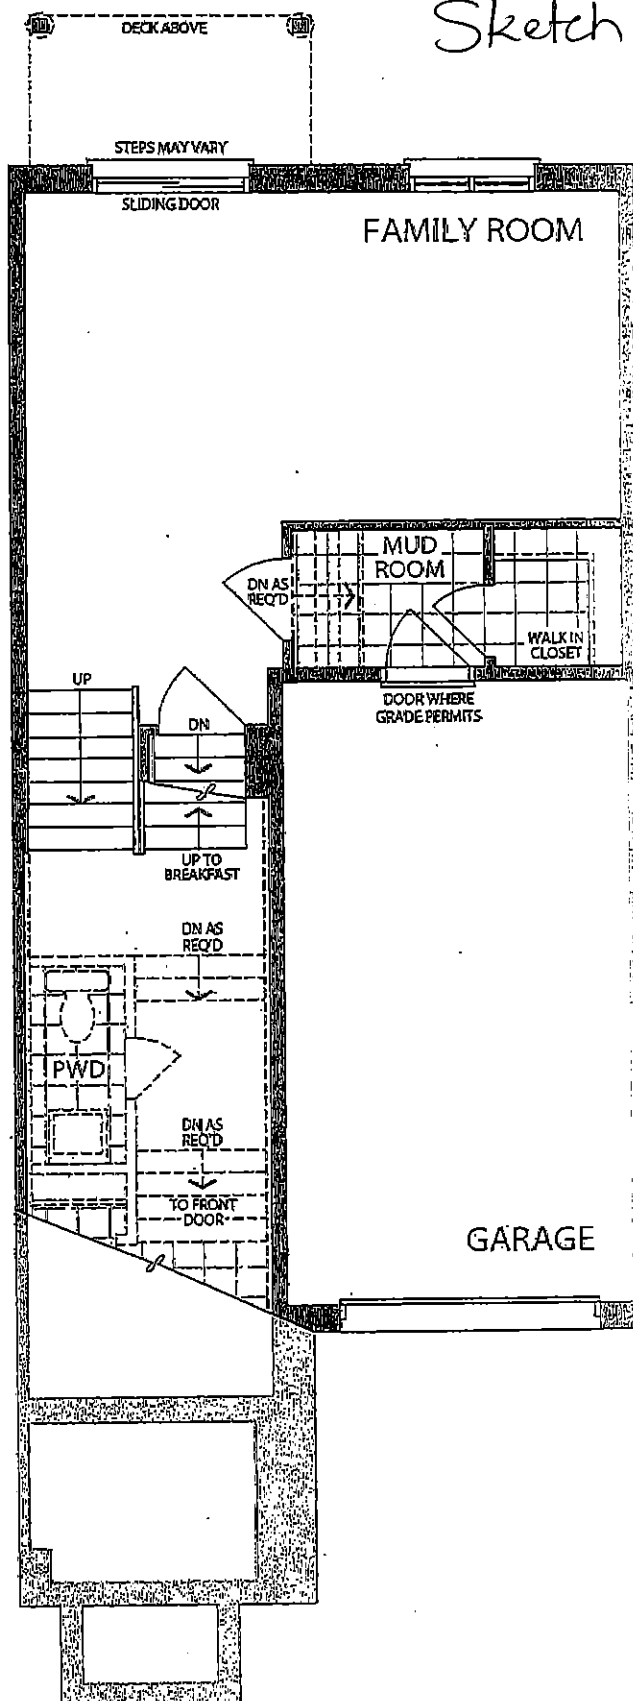 Sketch
DECK ABOVE
STEPS MAY VARY
SLIDING DOOR
FAMILY ROOM
MUD
ROOM
DN AS
REQ'D
WALK IN
CLOSET
UP
DN
DOOR WHERE
GRADE PERMITS
UP TO
BREAKFAST
DN AS
REQ'D
PWD
DN AS
REQ'D
TO FRONT
DOOR
GARAGE